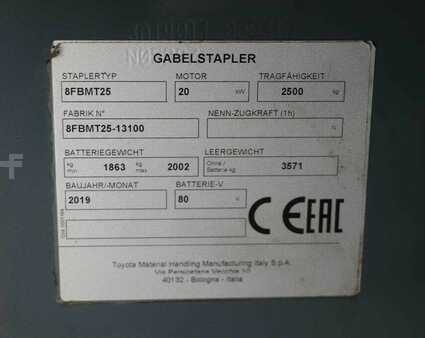 GABELSTAPLER
STAPLERTYP MOTOR TRAGFÄHIGKEIT
8FBMT25 20 kW 2500 kg
FABRIK N° NENN-ZUGKRAFT (1h)
8FBMT25-13100 N
BATTERIEGEWICHT LEERGEWICHT
kg min 1863 kg max 2002 Ohne / Batterie kg 3571
BAUJAHR/-MONAT BATTERIE-V
2019 80
CE EAC
Toyota Material Handling Manufacturing Italy S.p.A.
Via Persicetana Vecchia 10
40132 - Bologna - Italia